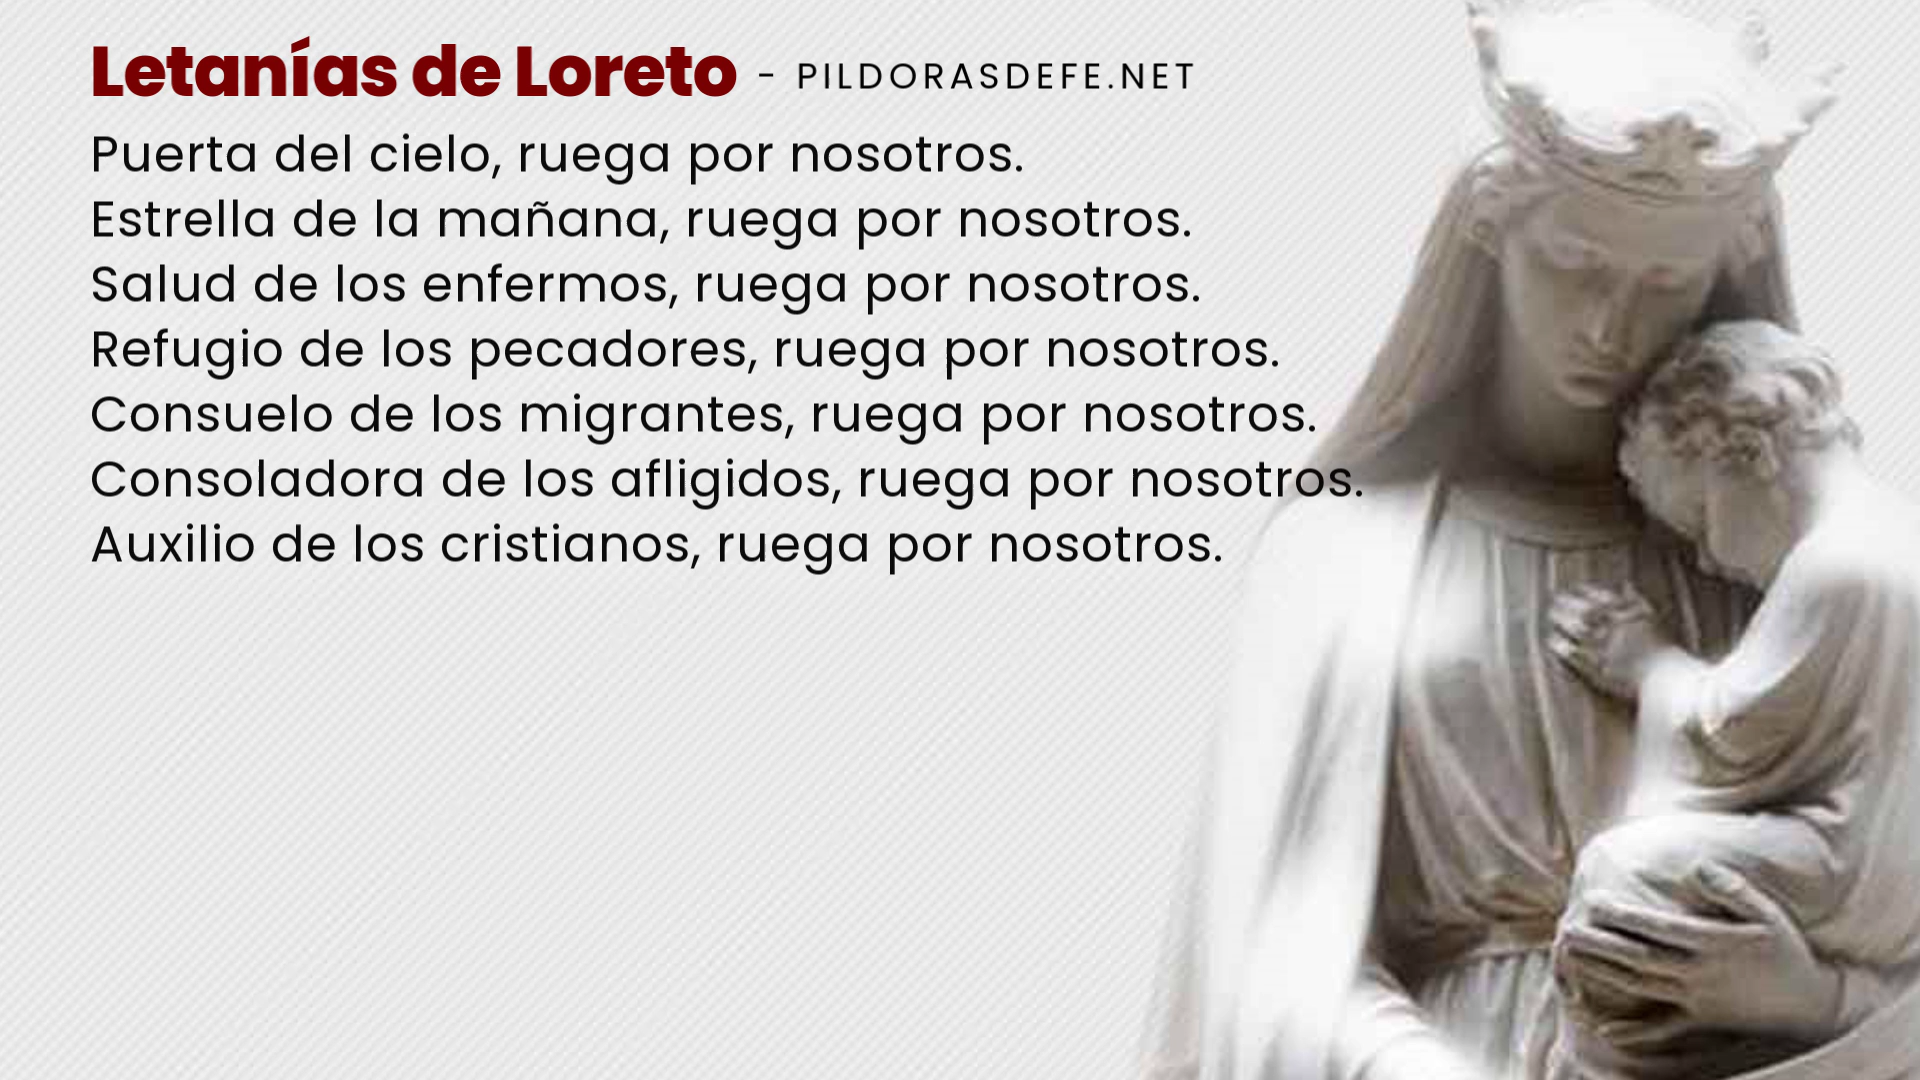 Letanías de Loreto - PILDORASDEFE.NET
Puerta del cielo, ruega por nosotros.
Estrella de la mañana, ruega por nosotros.
Salud de los enfermos, ruega por nosotros.
Refugio de los pecadores, ruega por nosotros.
Consuelo de los migrantes, ruega por nosotros.
Consoladora de los afligidos, ruega por nosotros.
Auxilio de los cristianos, ruega por nosotros.